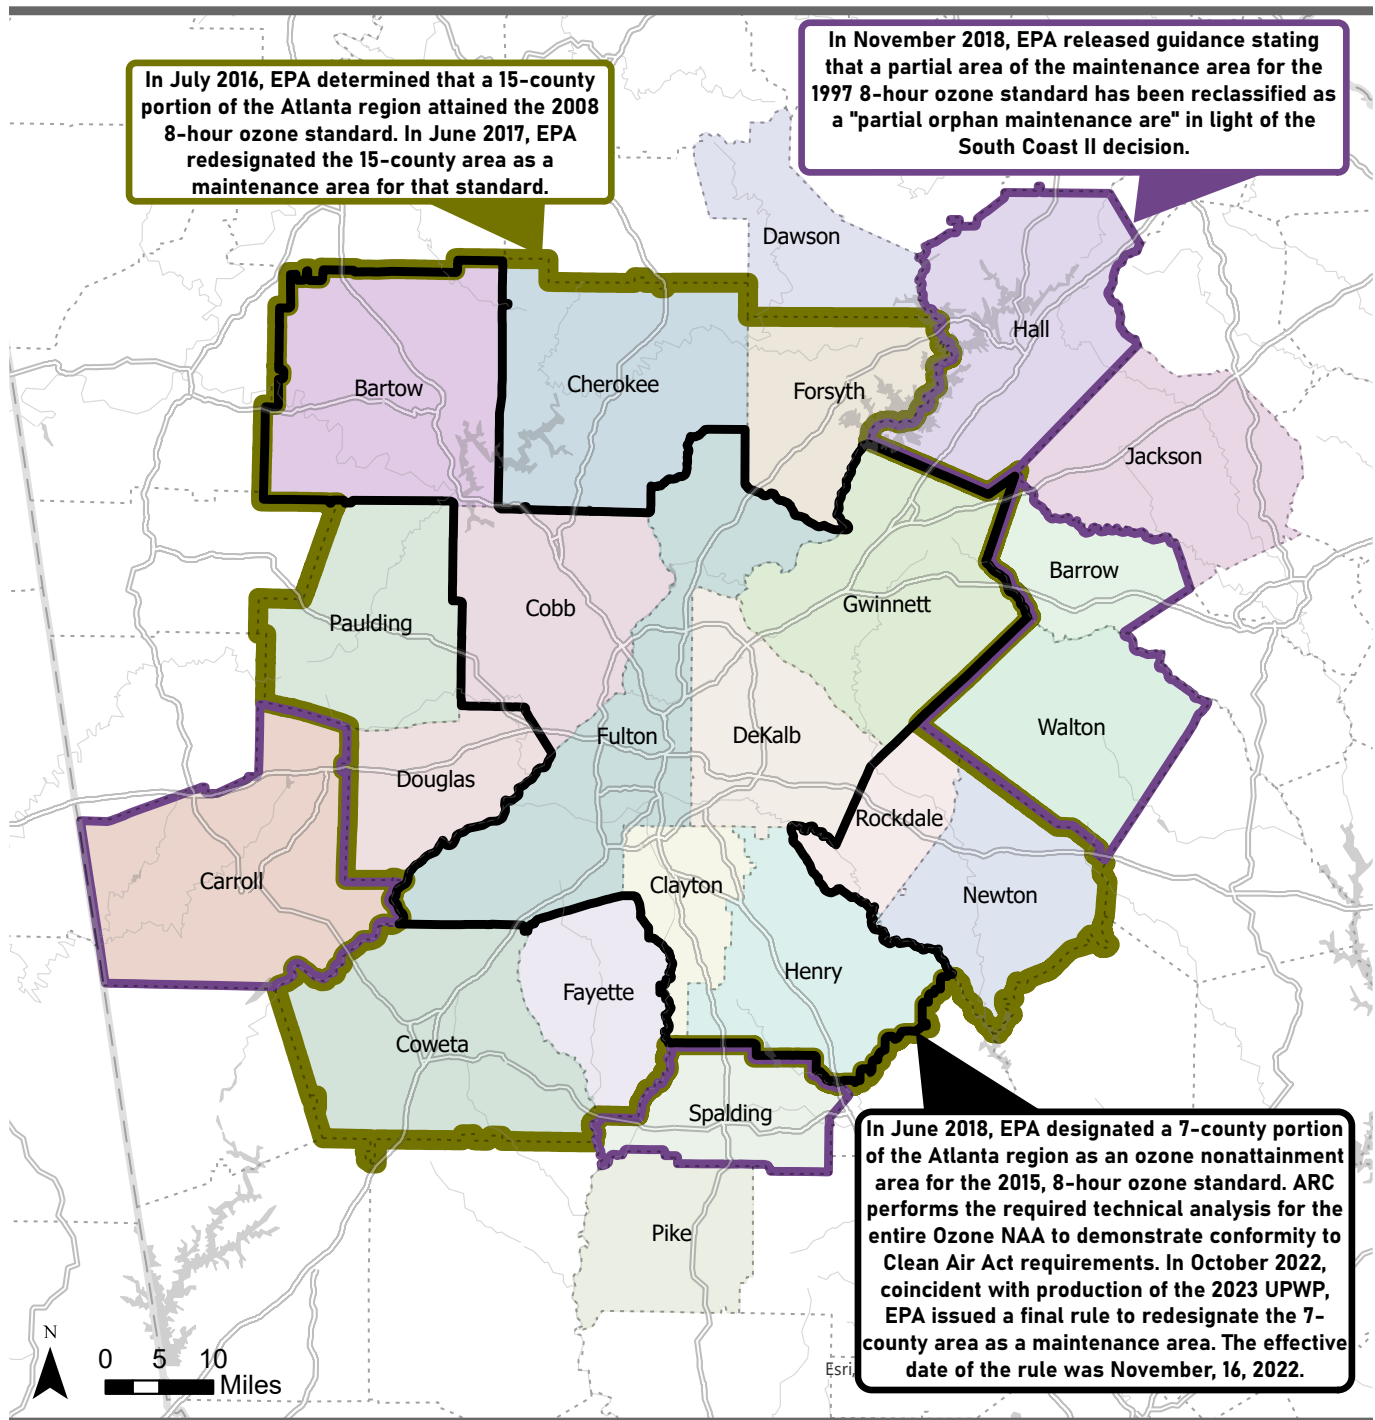 In November 2018, EPA released guidance stating
that a partial area of the maintenance area for the
1997 8-hour ozone standard has been reclassified as
a "partial orphan maintenance are" in light of the
South Coast II decision.
In July 2016, EPA determined that a 15-county
portion of the Atlanta region attained the 2008
8-hour ozone standard. In June 2017, EPA
redesignated the 15-county area as a
maintenance area for that standard.
Dawson
Hall
Bartow
Cherokee
Forsyth
Jackson
Barrow
Cobb
Gwinnett
Paulding
Fulton
DeKalb
Walton
Douglas
Rockdale
Carroll
Clayton
Newton
Henry
Fayette
Coweta
Spalding
Pike
In June 2018, EPA designated a 7-county portion
of the Atlanta region as an ozone nonattainment
area for the 2015, 8-hour ozone standard. ARC
performs the required technical analysis for the
entire Ozone NAA to demonstrate conformity to
Clean Air Act requirements. In October 2022,
coincident with production of the 2023 UPWP,
EPA issued a final rule to redesignate the 7-
county area as a maintenance area. The effective
date of the rule was November, 16, 2022.
N
0 5 10
Miles
Esri,